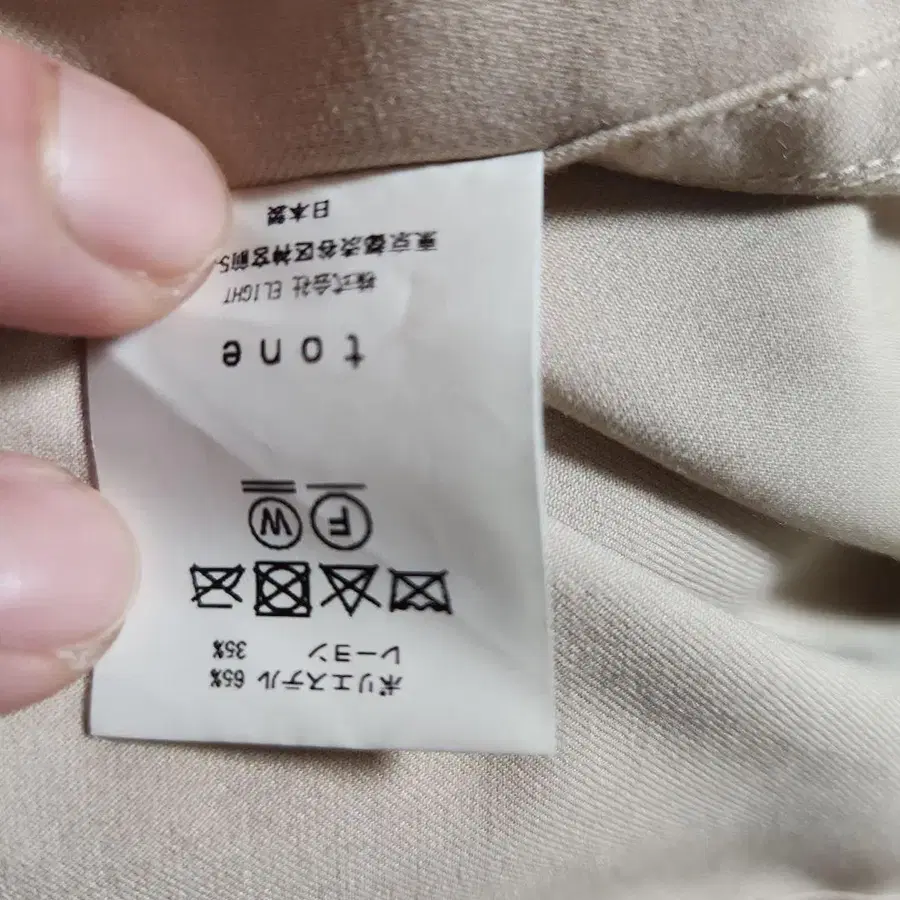 ポリエステル 65%
レーヨン 35%
F W
tone
株式会社 ELIGHT
東京都渋谷区神宮前5-
日本製